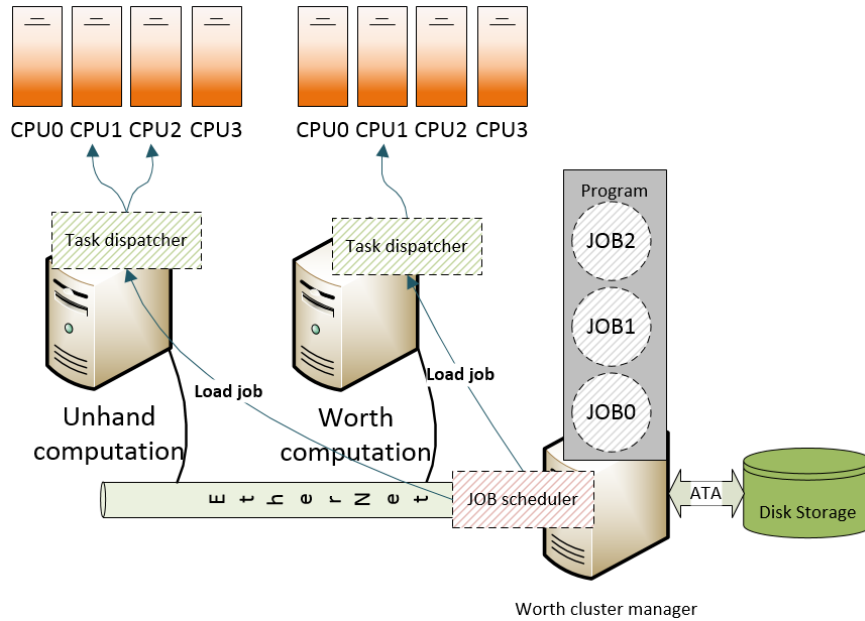 CPU0 CPU1 CPU2 CPU3
CPU0 CPU1 CPU2 CPU3
Program
JOB2
JOB1
JOB0
Task dispatcher
Task dispatcher
Load job
Load job
Unhand
computation
Worth
computation
EtherNet
JOB scheduler
ATA
Disk Storage
Worth cluster manager